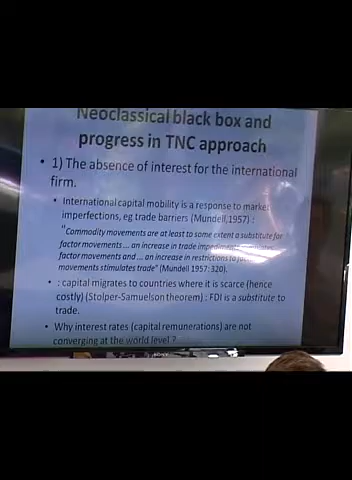 Neoclassical black box and
progress in TNC approach
• 1) The absence of interest for the international
firm.
• International capital mobility is a response to market
imperfections, eg trade barriers (Mundell,1957) :
"Commodity movements are at least to some extent a substitute for
factor movements ... an increase in trade
factor movements and ... an increase in restrictions to
movements stimulates trade" (Mundell 1957: 320).
• : capital migrates to countries where it is scarce (hence
costly) (Stolper-Samuelson theorem) : FDI is a substitute to
trade.
• Why interest rates (capital remunerations) are not
converging at the world level ?